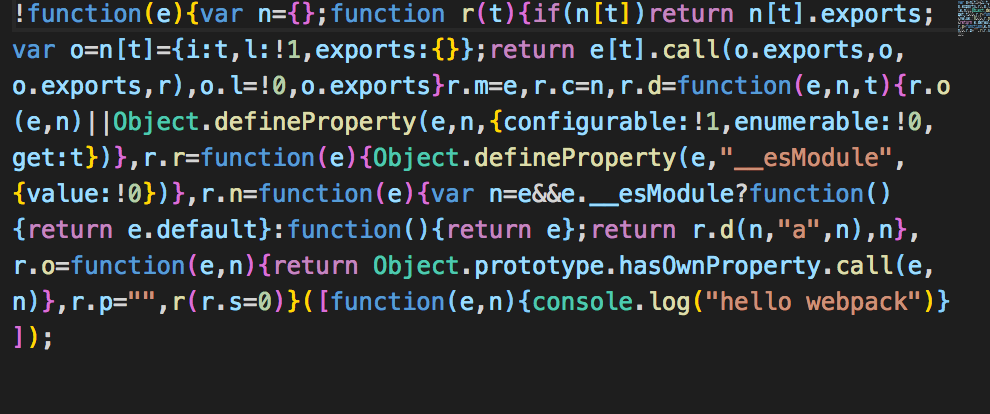 !function(e){var n={};function r(t){if(n[t])return n[t].exports;
var o=n[t]={i:t,l:!1,exports:{}};return e[t].call(o.exports,o,
o.exports,r),o.l=!0,o.exports}r.m=e,r.c=n,r.d=function(e,n,t){r.o
(e,n)||Object.defineProperty(e,n,{configurable:!1,enumerable:!0,
get:t})},r.r=function(e){Object.defineProperty(e,"__esModule",
{value:!0})},r.n=function(e){var n=e&&e.__esModule?function()
{return e.default}:function(){return e};return r.d(n,"a",n),n},
r.o=function(e,n){return Object.prototype.hasOwnProperty.call(e,
n)},r.p="",r(r.s=0)}([function(e,n){console.log("hello webpack")}
]);